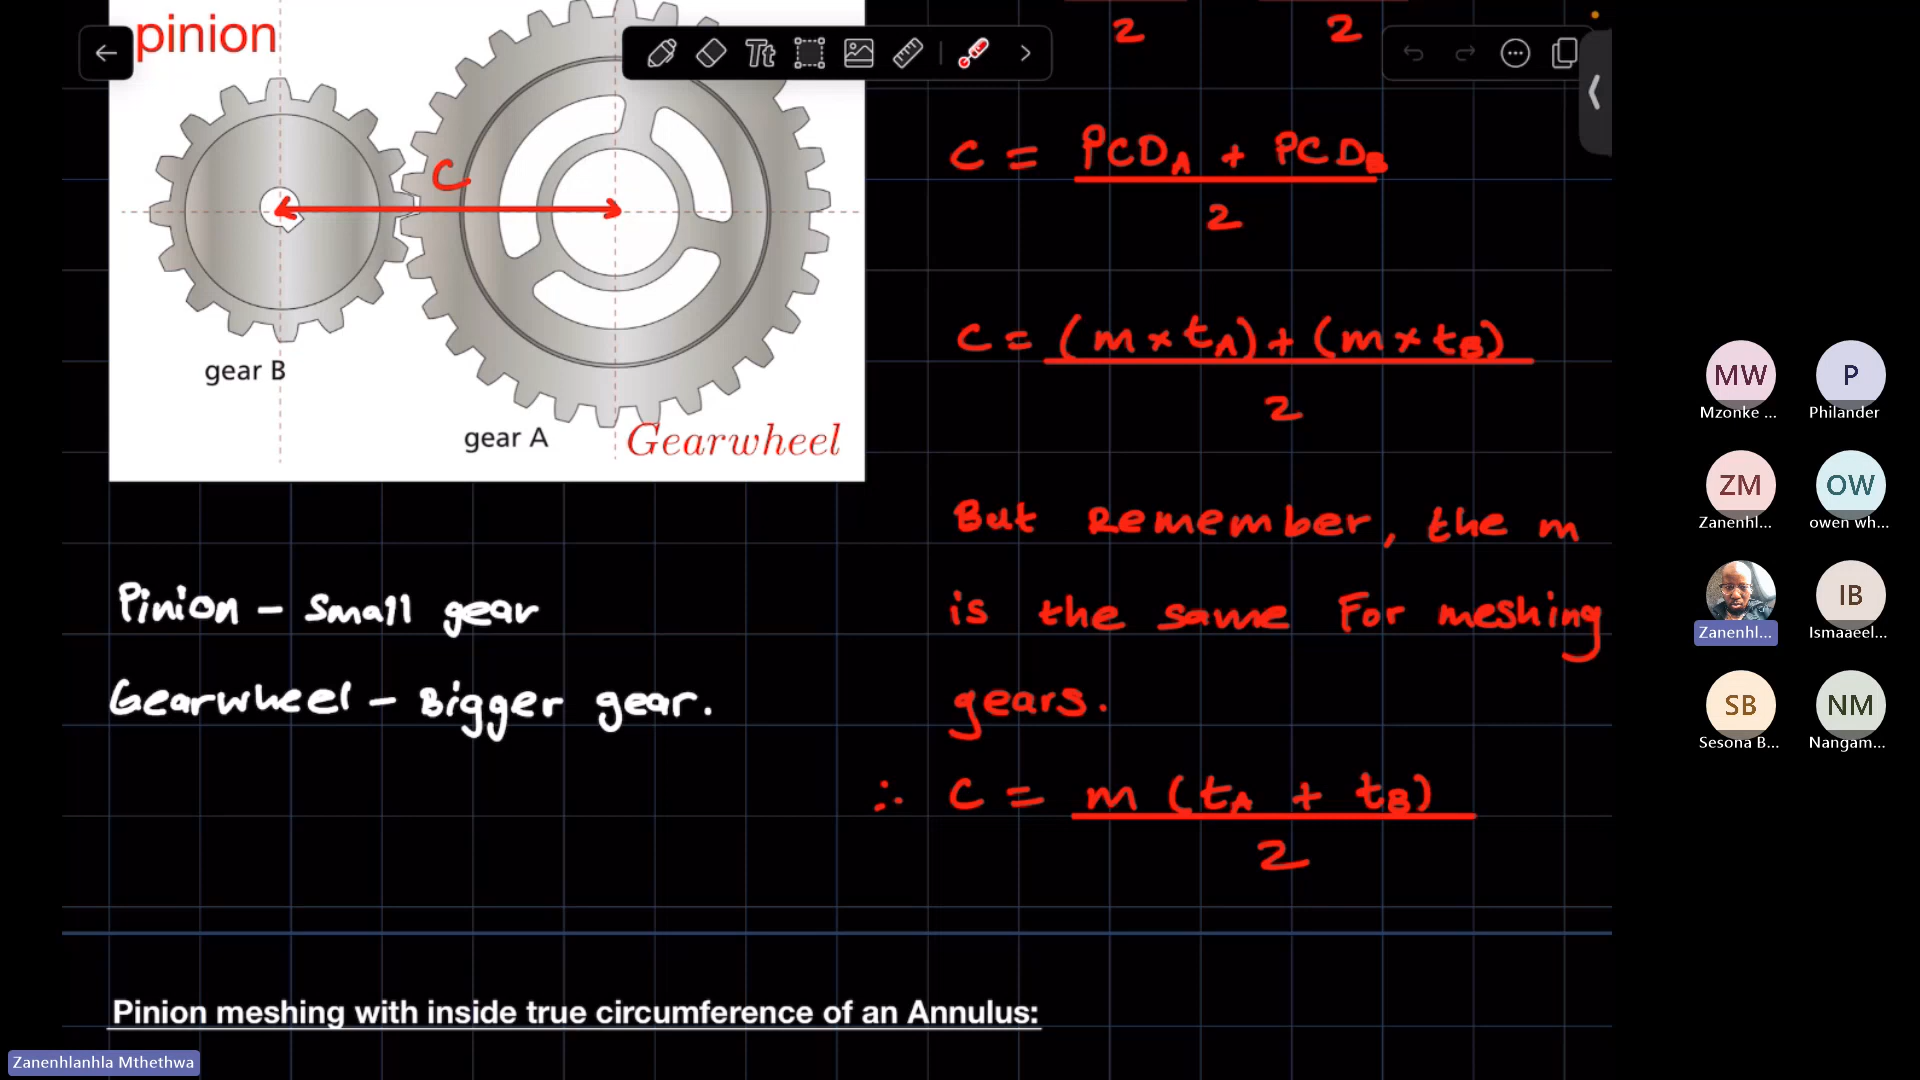 pinion
Tt
2 2
C = PCDA + PCDB
2
C
C = (m × tA) + (m × tB)
2
gear B
gear A Gearwheel
But Remember, the m
is the same For meshing
gears.
Pinion – Small gear
Gearwheel – Bigger gear.
∴ C = m (tA + tB)
2
Pinion meshing with inside true circumference of an Annulus:
Zanenhlanhla Mthethwa
MW P
Mzonke ... Philander
ZM OW
Zanenhl... owen wh...
IB
Zanenhl... Ismaaeel...
SB NM
Sesona B... Nangam...